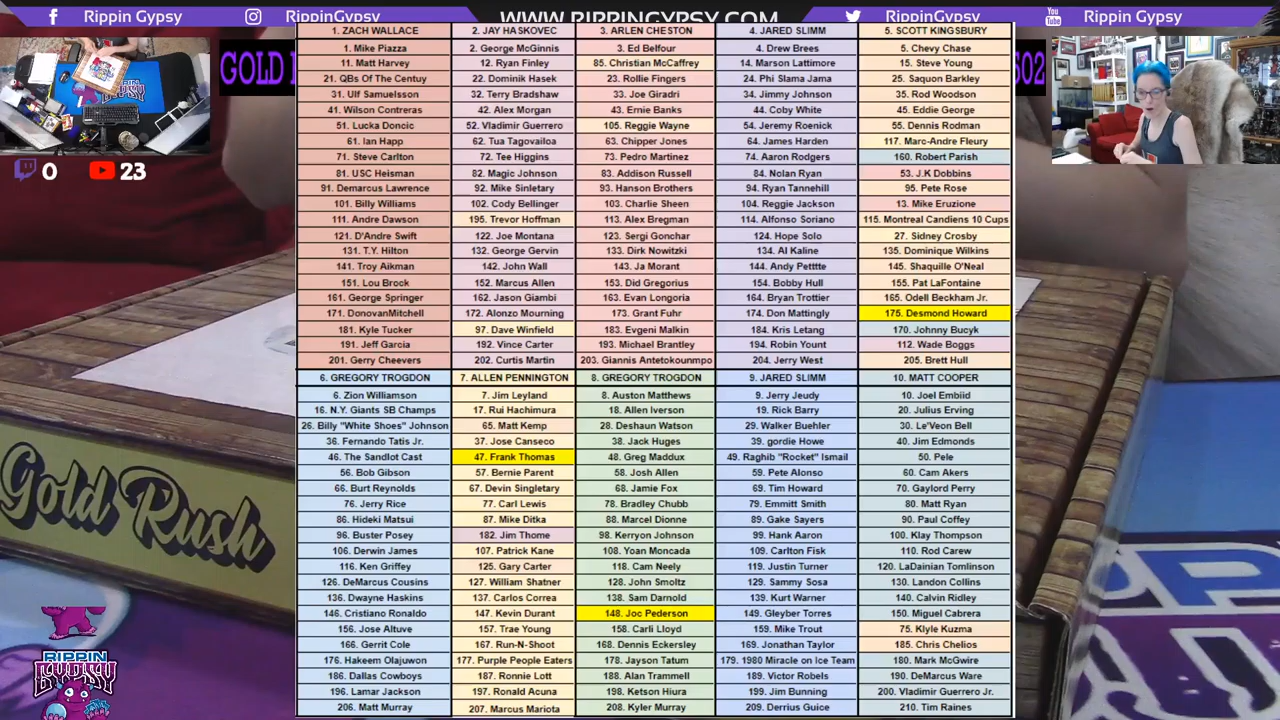 Rippin Gypsy
RippinGypsy
WWW.RIPPINGYPSY.COM
RippinGypsy
Rippin Gypsy
GOLD
S02
0
23
1. ZACH WALLACE 2. JAY HASKOVEC 3. ARLEN CHESTON 4. JARED SLIMM 5. SCOTT KINGSBURY
1. Mike Piazza 2. George McGinnis 3. Ed Belfour 4. Drew Brees 5. Chevy Chase
11. Matt Harvey 12. Ryan Finley 85. Christian McCaffrey 14. Marson Lattimore 15. Steve Young
21. QBs Of The Centuy 22. Dominik Hasek 23. Rollie Fingers 24. Phi Slama Jama 25. Saquon Barkley
31. Ulf Samuelsson 32. Terry Bradshaw 33. Joe Giradri 34. Jimmy Johnson 35. Rod Woodson
41. Wilson Contreras 42. Alex Morgan 43. Ernie Banks 44. Coby White 45. Eddie George
51. Lucka Doncic 52. Vladimir Guerrero 105. Reggie Wayne 54. Jeremy Roenick 55. Dennis Rodman
61. Ian Happ 62. Tua Tagovailoa 63. Chipper Jones 64. James Harden 117. Marc-Andre Fleury
71. Steve Carlton 72. Tee Higgins 73. Pedro Martinez 74. Aaron Rodgers 160. Robert Parish
81. USC Heisman 82. Magic Johnson 83. Addison Russell 84. Nolan Ryan 53. J.K Dobbins
91. Demarcus Lawrence 92. Mike Sinletary 93. Hanson Brothers 94. Ryan Tannehill 95. Pete Rose
101. Billy Williams 102. Cody Bellinger 103. Charlie Sheen 104. Reggie Jackson 13. Mike Eruzione
111. Andre Dawson 195. Trevor Hoffman 113. Alex Bregman 114. Alfonso Soriano 115. Montreal Candiens 10 Cups
121. D'Andre Swift 122. Joe Montana 123. Sergi Gonchar 124. Hope Solo 27. Sidney Crosby
131. T.Y. Hilton 132. George Gervin 133. Dirk Nowitzki 134. Al Kaline 135. Dominique Wilkins
141. Troy Aikman 142. John Wall 143. Ja Morant 144. Andy Petttte 145. Shaquille O'Neal
151. Lou Brock 152. Marcus Allen 153. Did Gregorius 154. Bobby Hull 155. Pat LaFontaine
161. George Springer 162. Jason Giambi 163. Evan Longoria 164. Bryan Trottier 165. Odell Beckham Jr.
171. DonovanMitchell 172. Alonzo Mourning 173. Grant Fuhr 174. Don Mattingly 175. Desmond Howard
181. Kyle Tucker 97. Dave Winfield 183. Evgeni Malkin 184. Kris Letang 170. Johnny Bucyk
191. Jeff Garcia 192. Vince Carter 193. Michael Brantley 194. Robin Yount 112. Wade Boggs
201. Gerry Cheevers 202. Curtis Martin 203. Giannis Antetokounmpo 204. Jerry West 205. Brett Hull
6. GREGORY TROGDON 7. ALLEN PENNINGTON 8. GREGORY TROGDON 9. JARED SLIMM 10. MATT COOPER
6. Zion Williamson 7. Jim Leyland 8. Auston Matthews 9. Jerry Jeudy 10. Joel Embiid
16. N.Y. Giants SB Champs 17. Rui Hachimura 18. Allen Iverson 19. Rick Barry 20. Julius Erving
26. Billy "White Shoes" Johnson 65. Matt Kemp 28. Deshaun Watson 29. Walker Buehler 30. Le'Veon Bell
36. Fernando Tatis Jr. 37. Jose Canseco 38. Jack Huges 39. gordie Howe 40. Jim Edmonds
46. The Sandlot Cast 47. Frank Thomas 48. Greg Maddux 49. Raghib "Rocket" Ismail 50. Pele
56. Bob Gibson 57. Bernie Parent 58. Josh Allen 59. Pete Alonso 60. Cam Akers
66. Burt Reynolds 67. Devin Singletary 68. Jamie Fox 69. Tim Howard 70. Gaylord Perry
76. Jerry Rice 77. Carl Lewis 78. Bradley Chubb 79. Emmitt Smith 80. Matt Ryan
86. Hideki Matsui 87. Mike Ditka 88. Marcel Dionne 89. Gake Sayers 90. Paul Coffey
96. Buster Posey 182. Jim Thome 98. Kerryon Johnson 99. Hank Aaron 100. Klay Thompson
106. Derwin James 107. Patrick Kane 108. Yoan Moncada 109. Carlton Fisk 110. Rod Carew
116. Ken Griffey 125. Gary Carter 118. Cam Neely 119. Justin Turner 120. LaDainian Tomlinson
126. DeMarcus Cousins 127. William Shatner 128. John Smoltz 129. Sammy Sosa 130. Landon Collins
136. Dwayne Haskins 137. Carlos Correa 138. Sam Darnold 139. Kurt Warner 140. Calvin Ridley
146. Cristiano Ronaldo 147. Kevin Durant 148. Joc Pederson 149. Gleyber Torres 150. Miguel Cabrera
156. Jose Altuve 157. Trae Young 158. Carli Lloyd 159. Mike Trout 75. Klyle Kuzma
166. Gerrit Cole 167. Run-N-Shoot 168. Dennis Eckersley 169. Jonathan Taylor 185. Chris Chelios
176. Hakeem Olajuwon 177. Purple People Eaters 178. Jayson Tatum 179. 1980 Miracle on Ice Team 180. Mark McGwire
186. Dallas Cowboys 187. Ronnie Lott 188. Alan Trammell 189. Victor Robels 190. DeMarcus Ware
196. Lamar Jackson 197. Ronald Acuna 198. Ketson Hiura 199. Jim Bunning 200. Vladimir Guerrero Jr.
206. Matt Murray 207. Marcus Mariota 208. Kyler Murray 209. Derrius Guice 210. Tim Raines
Gold Rush
RIPPIN
GYPSY